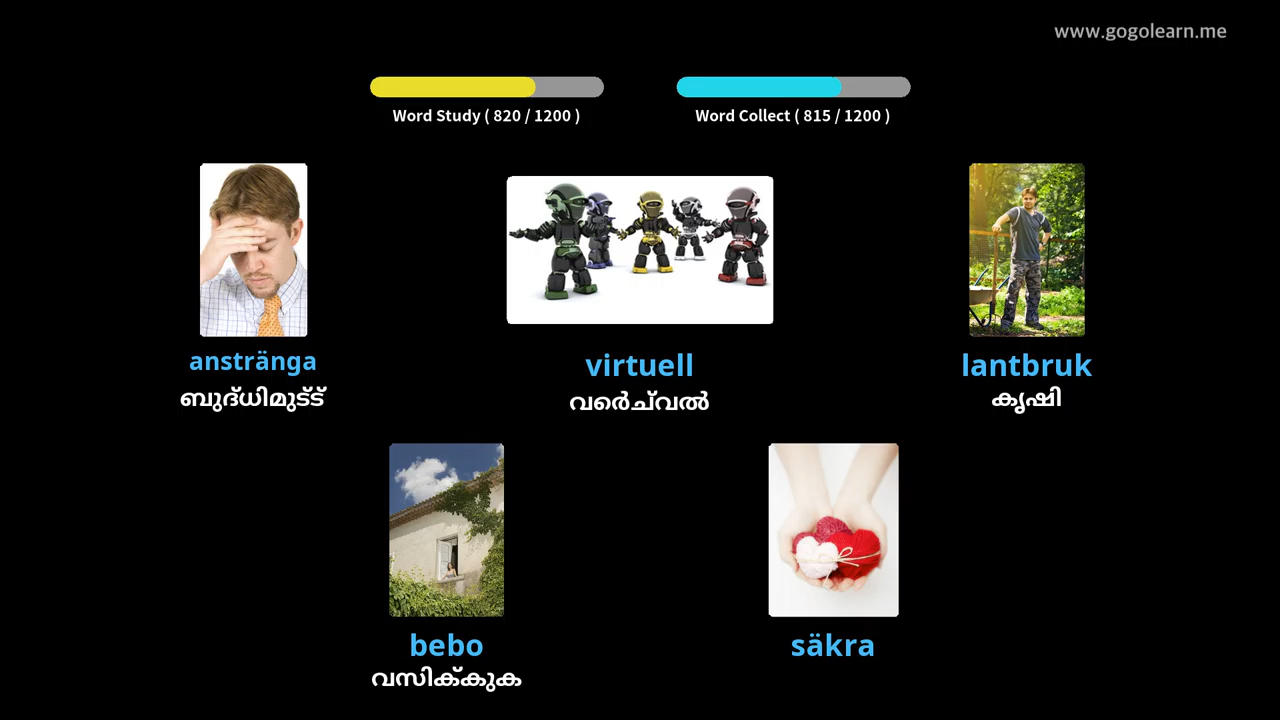 www.gogolearn.me
Word Study ( 820 / 1200 )
Word Collect ( 815 / 1200 )
anstränga
ബുദ്ധിമുട്ട്
virtuell
വെർച്വൽ
lantbruk
കൃഷി
bebo
വസിക്കുക
säkra